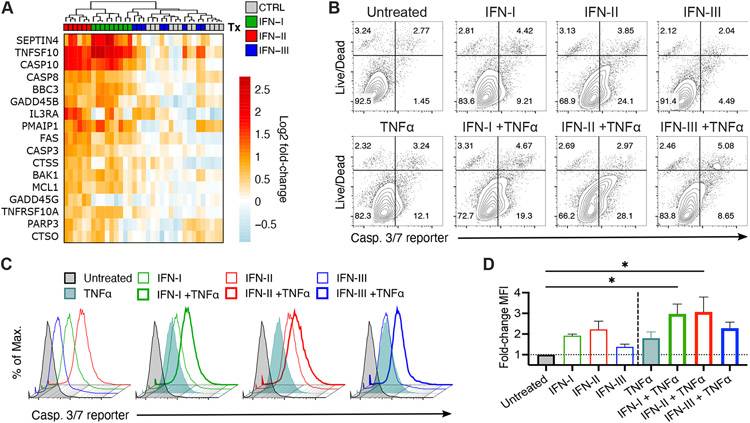 A
CTRL
IFN-I
IFN-II
IFN-III
Tx
SEPTIN4
TNFSF10
CASP10
CASP8
BBC3
GADD45B
IL3RA
PMAIP1
FAS
CASP3
CTSS
BAK1
MCL1
GADD45G
TNFRSF10A
PARP3
CTSO
2.5
2
1.5
1
0.5
0
-0.5
Log2 fold-change
B
Untreated IFN-I IFN-II IFN-III
Live/Dead
3.24 2.77 2.81 4.42 3.13 3.85 2.12 2.04
92.5 1.45 83.6 9.21 68.9 24.1 91.4 4.49
TNFα IFN-I +TNFα IFN-II +TNFα IFN-III +TNFα
Live/Dead
2.32 3.24 3.31 4.67 2.69 2.97 2.46 5.08
82.3 12.1 72.7 19.3 66.2 28.1 83.8 8.65
Casp. 3/7 reporter
C
Untreated IFN-I IFN-II IFN-III
TNFα IFN-I +TNFα IFN-II +TNFα IFN-III +TNFα
% of Max.
Casp. 3/7 reporter
D
*
*
Fold-change MFI
4
3
2
1
Untreated
IFN-I
IFN-II
IFN-III
TNFα
IFN-I + TNFα
IFN-II + TNFα
IFN-III + TNFα